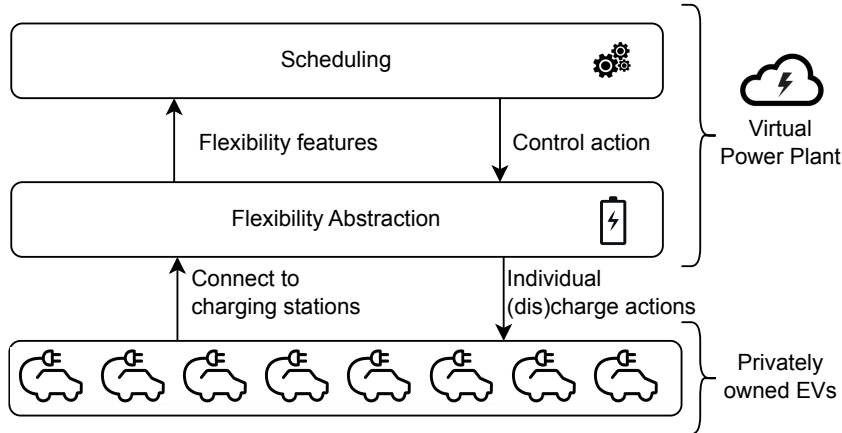 Scheduling
Flexibility features
Control action
Virtual
Power Plant
Flexibility Abstraction
Connect to
charging stations
Individual
(dis)charge actions
Privately
owned EVs